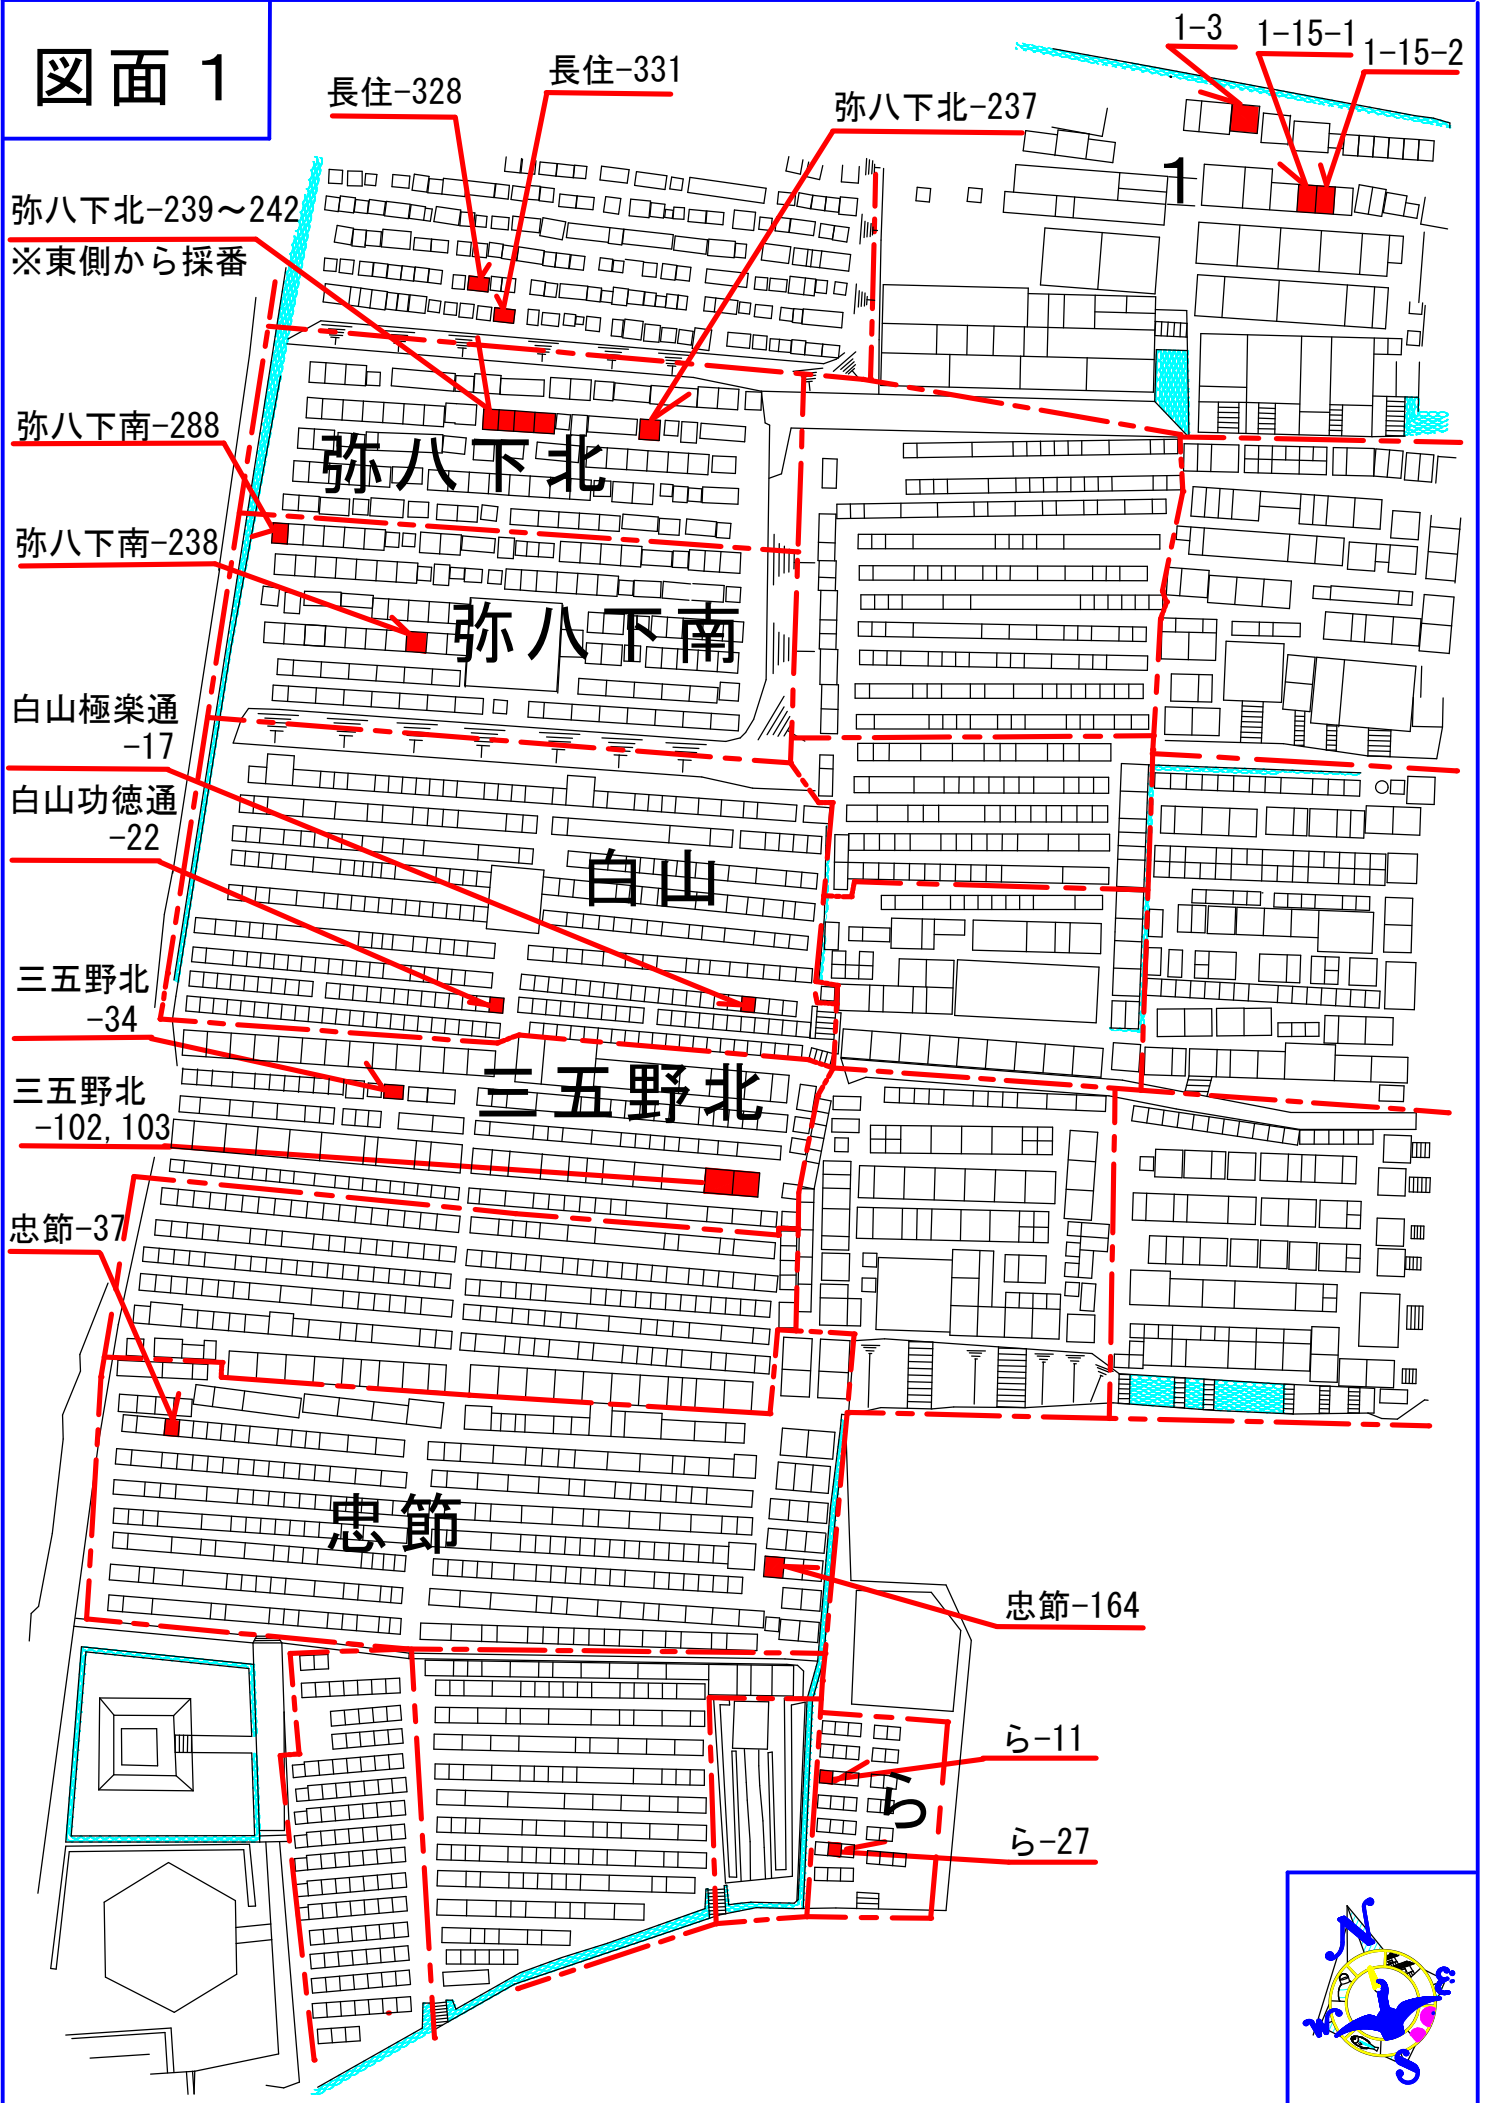 図面1
1-3
1-15-1
1-15-2
長住-328
長住-331
弥八下北-237
1
弥八下北-239～242
※東側から採番
弥八下南-288
弥八下北
弥八下南-238
弥八下南
白山極楽通
-17
白山功徳通
-22
白山
三五野北
-34
三五野北
三五野北
-102,103
忠節-37
忠節
忠節-164
ら-11
ら
ら-27
N
E
W
S